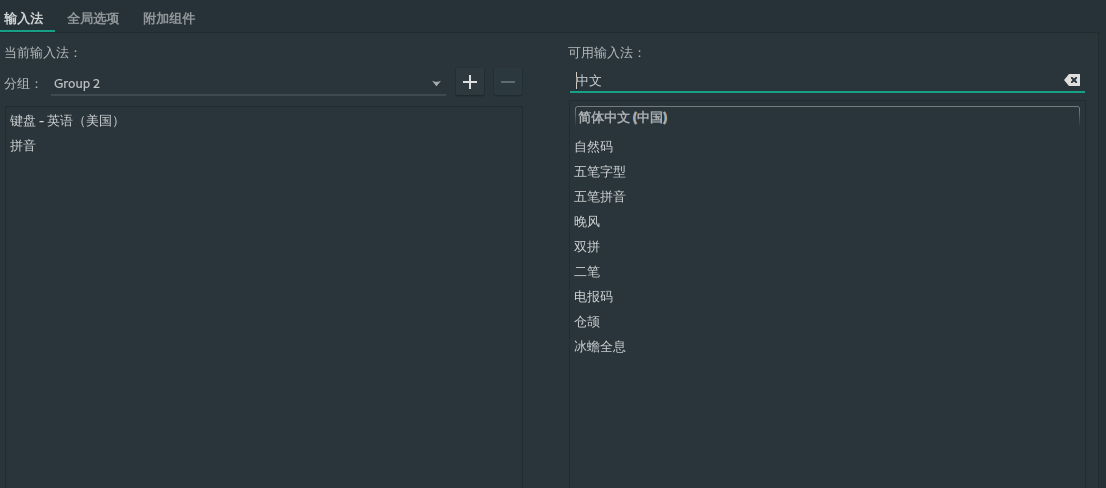 输入法 全局选项 附加组件
当前输入法：
分组： Group 2
键盘 - 英语（美国）
拼音
可用输入法：
中文
简体中文 (中国)
自然码
五笔字型
五笔拼音
晚风
双拼
二笔
电报码
仓颉
冰蟾全息